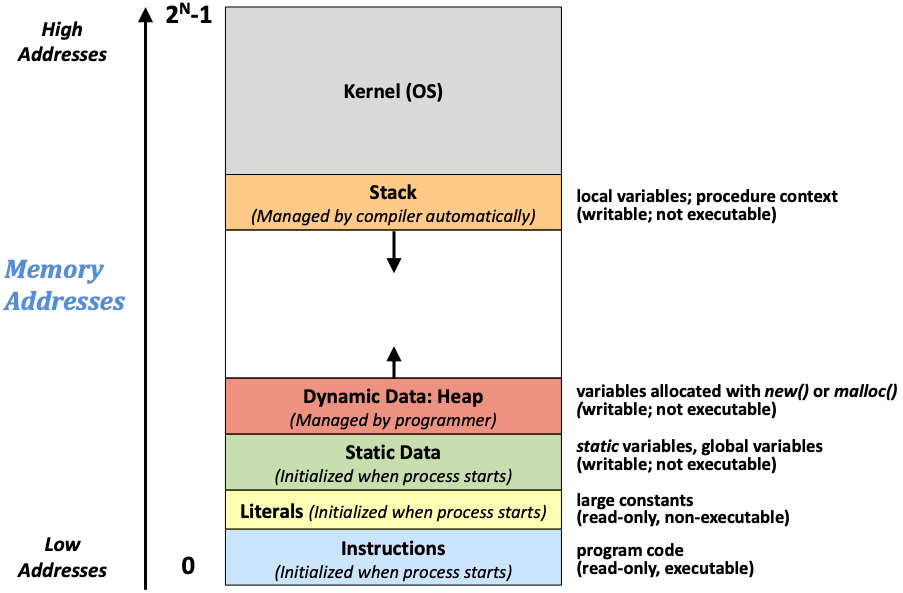 High
Addresses
2ᴺ-1
Kernel (OS)
Stack
(Managed by compiler automatically)
local variables; procedure context
(writable; not executable)
Memory
Addresses
Dynamic Data: Heap
(Managed by programmer)
variables allocated with new() or malloc()
(writable; not executable)
Static Data
(Initialized when process starts)
static variables, global variables
(writable; not executable)
Literals (Initialized when process starts)
large constants
(read-only, non-executable)
Low
Addresses
0
Instructions
(Initialized when process starts)
program code
(read-only, executable)